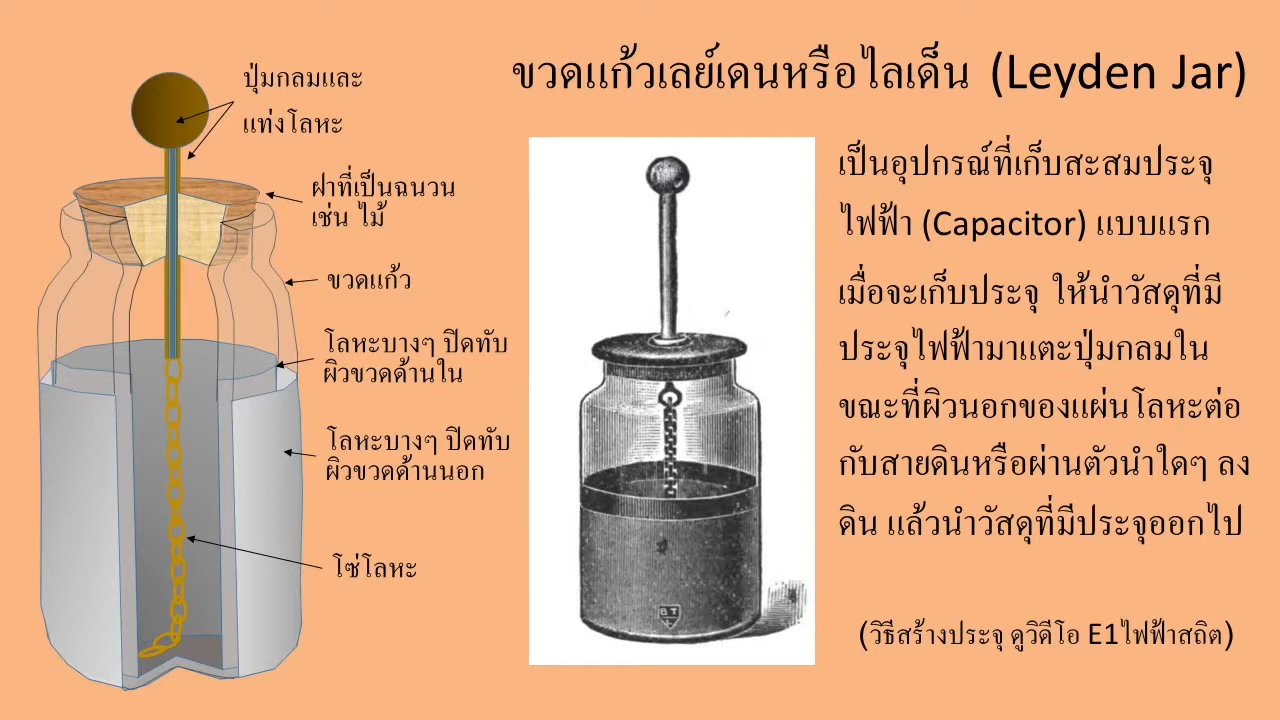 ขวดแก้วเลย์เดนหรือไลเด็น (Leyden Jar)
ปุ่มกลมและ
แท่งโลหะ
ฝาที่เป็นฉนวน
เช่น ไม้
ขวดแก้ว
โลหะบางๆ ปิดทับ
ผิวขวดด้านใน
โลหะบางๆ ปิดทับ
ผิวขวดด้านนอก
โซ่โลหะ
B T
เป็นอุปกรณ์ที่เก็บสะสมประจุ
ไฟฟ้า (Capacitor) แบบแรก
เมื่อจะเก็บประจุ ให้นำวัสดุที่มี
ประจุไฟฟ้ามาแตะปุ่มกลมใน
ขณะที่ผิวนอกของแผ่นโลหะต่อ
กับสายดินหรือผ่านตัวนำใดๆ ลง
ดิน แล้วนำวัสดุที่มีประจุออกไป
(วิธีสร้างประจุ ดูวิดีโอ E1ไฟฟ้าสถิต)